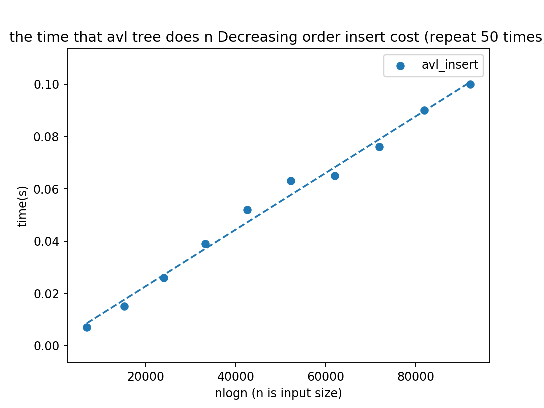 the time that avl tree does n Decreasing order insert cost (repeat 50 times
avl_insert
0.10
0.08
0.06
0.04
0.02
0.00
time(s)
20000 40000 60000 80000
nlogn (n is input size)